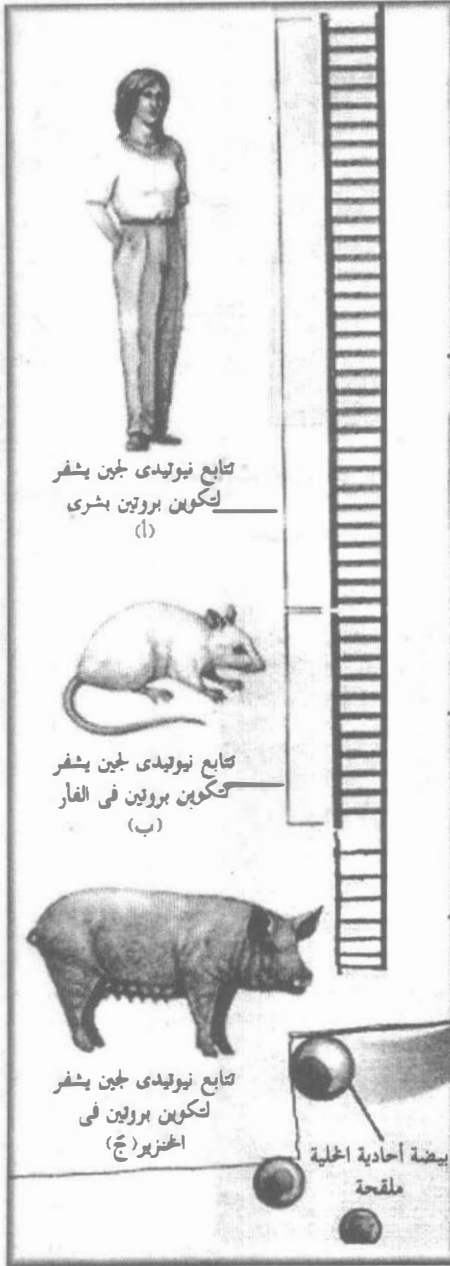 تتابع نيوتيدى لجين يشفر
لتكوين بروتين بشرى
(أ)
تتابع نيوتيدى لجين يشفر
لتكوين بروتين فى الفأر
(ب)
تتابع نيوتيدى لجين يشفر
لتكوين بروتين فى
الخنزير (ج)
بيضة أحادية الخلية
ملقحة